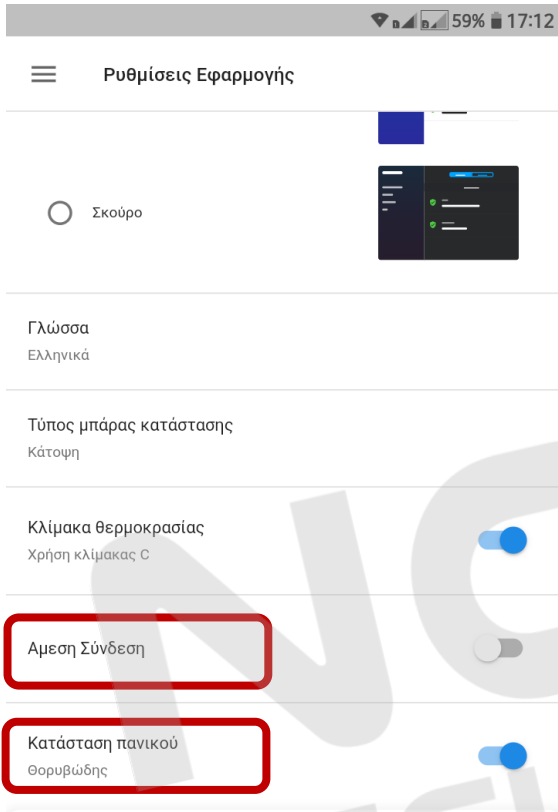 59% 17:12
Ρυθμίσεις Εφαρμογής
Σκούρο
Γλώσσα
Ελληνικά
Τύπος μπάρας κατάστασης
Κάτοψη
Κλίμακα θερμοκρασίας
Χρήση κλίμακας C
Αμεση Σύνδεση
Κατάσταση πανικού
Θορυβώδης